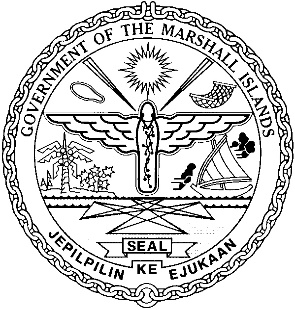 GOVERNMENT OF THE MARSHALL ISLANDS
SEAL
JEPILPILIN KE EJUKAAN